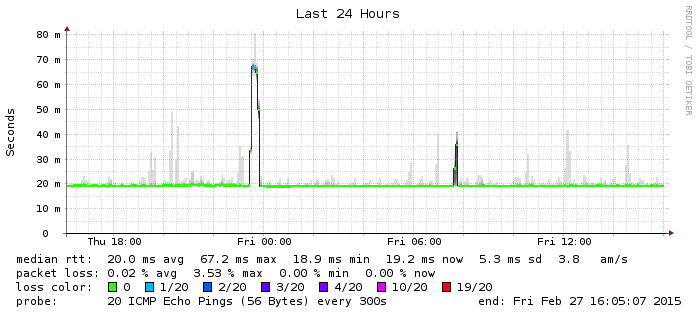 Last 24 Hours
RRDTOOL / TOBI OETIKER
Seconds
80 m
70 m
60 m
50 m
40 m
30 m
20 m
10 m
0
Thu 18:00 Fri 00:00 Fri 06:00 Fri 12:00
median rtt: 20.0 ms avg 67.2 ms max 18.9 ms min 19.2 ms now 5.3 ms sd 3.8 am/s
packet loss: 0.02 % avg 3.53 % max 0.00 % min 0.00 % now
loss color: 0 1/20 2/20 3/20 4/20 10/20 19/20
probe: 20 ICMP Echo Pings (56 Bytes) every 300s end: Fri Feb 27 16:05:07 2015